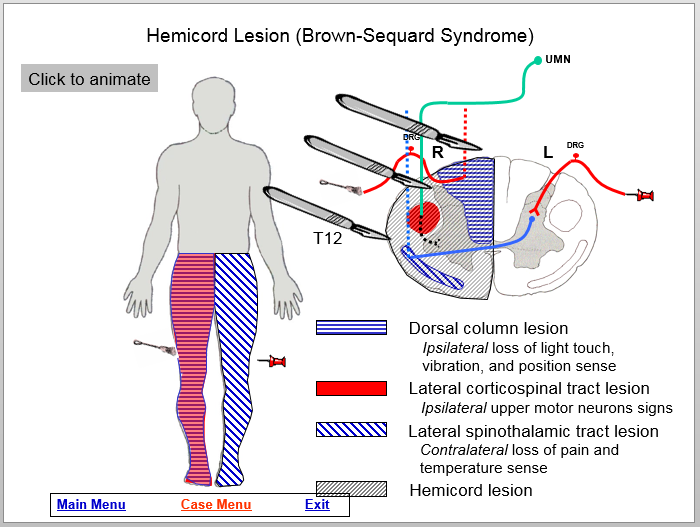 Hemicord Lesion (Brown-Sequard Syndrome)
UMN
Click to animate
DRG
R
L
DRG
T12
Dorsal column lesion
Ipsilateral loss of light touch,
vibration, and position sense
Lateral corticospinal tract lesion
Ipsilateral upper motor neurons signs
Lateral spinothalamic tract lesion
Contralateral loss of pain and
temperature sense
Hemicord lesion
Main Menu
Case Menu
Exit